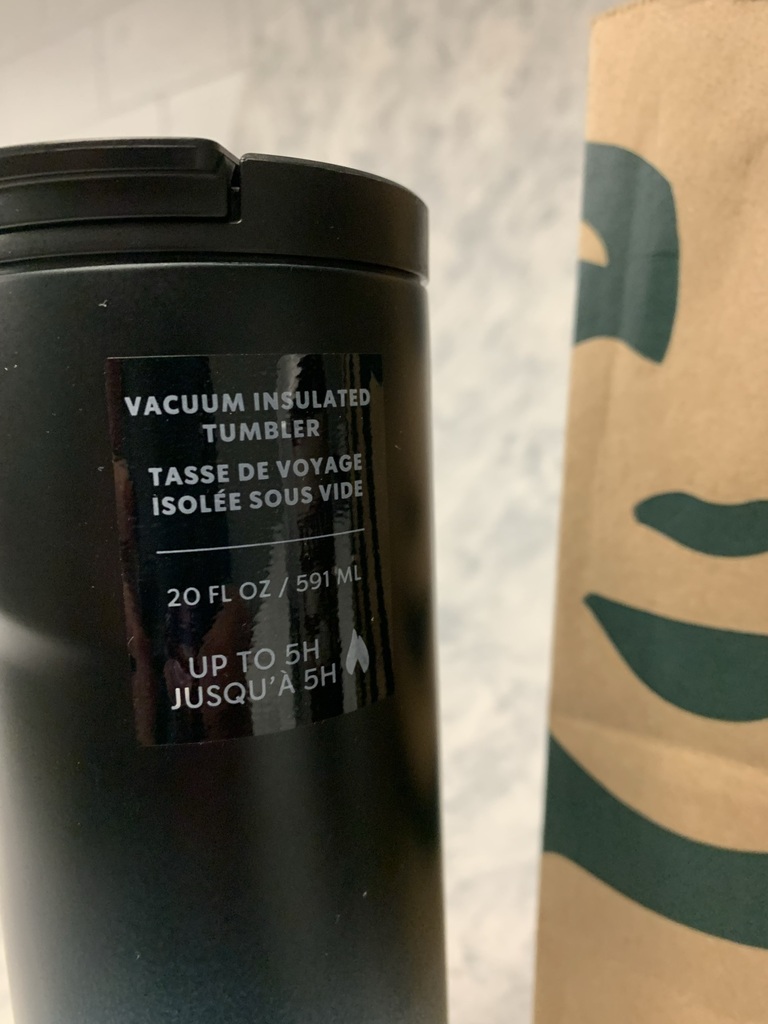 VACUUM INSULATED
TUMBLER
TASSE DE VOYAGE
ISOLÉE SOUS VIDE
20 FL OZ / 591 ML
UP TO 5H
JUSQU'À 5H